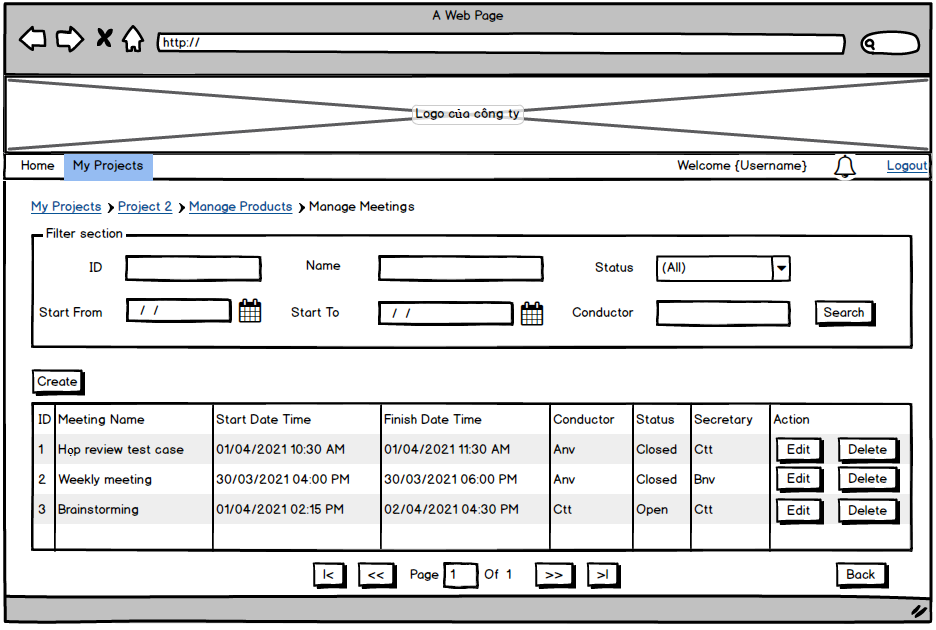 A Web Page
http://
Logo của công ty
Home My Projects Welcome {Username} Logout
My Projects Project 2 Manage Products Manage Meetings
Filter section
ID Name Status (All)
Start From / / Start To / / Conductor Search
Create
ID Meeting Name Start Date Time Finish Date Time Conductor Status Secretary Action
1 Họp review test case 01/04/2021 10:30 AM 01/04/2021 11:30 AM Anv Closed Ctt Edit Delete
2 Weekly meeting 30/03/2021 04:00 PM 30/03/2021 06:00 PM Anv Closed Bnv Edit Delete
3 Brainstorming 01/04/2021 02:15 PM 02/04/2021 04:30 PM Ctt Open Ctt Edit Delete
|< << Page 1 Of 1 >> >| Back